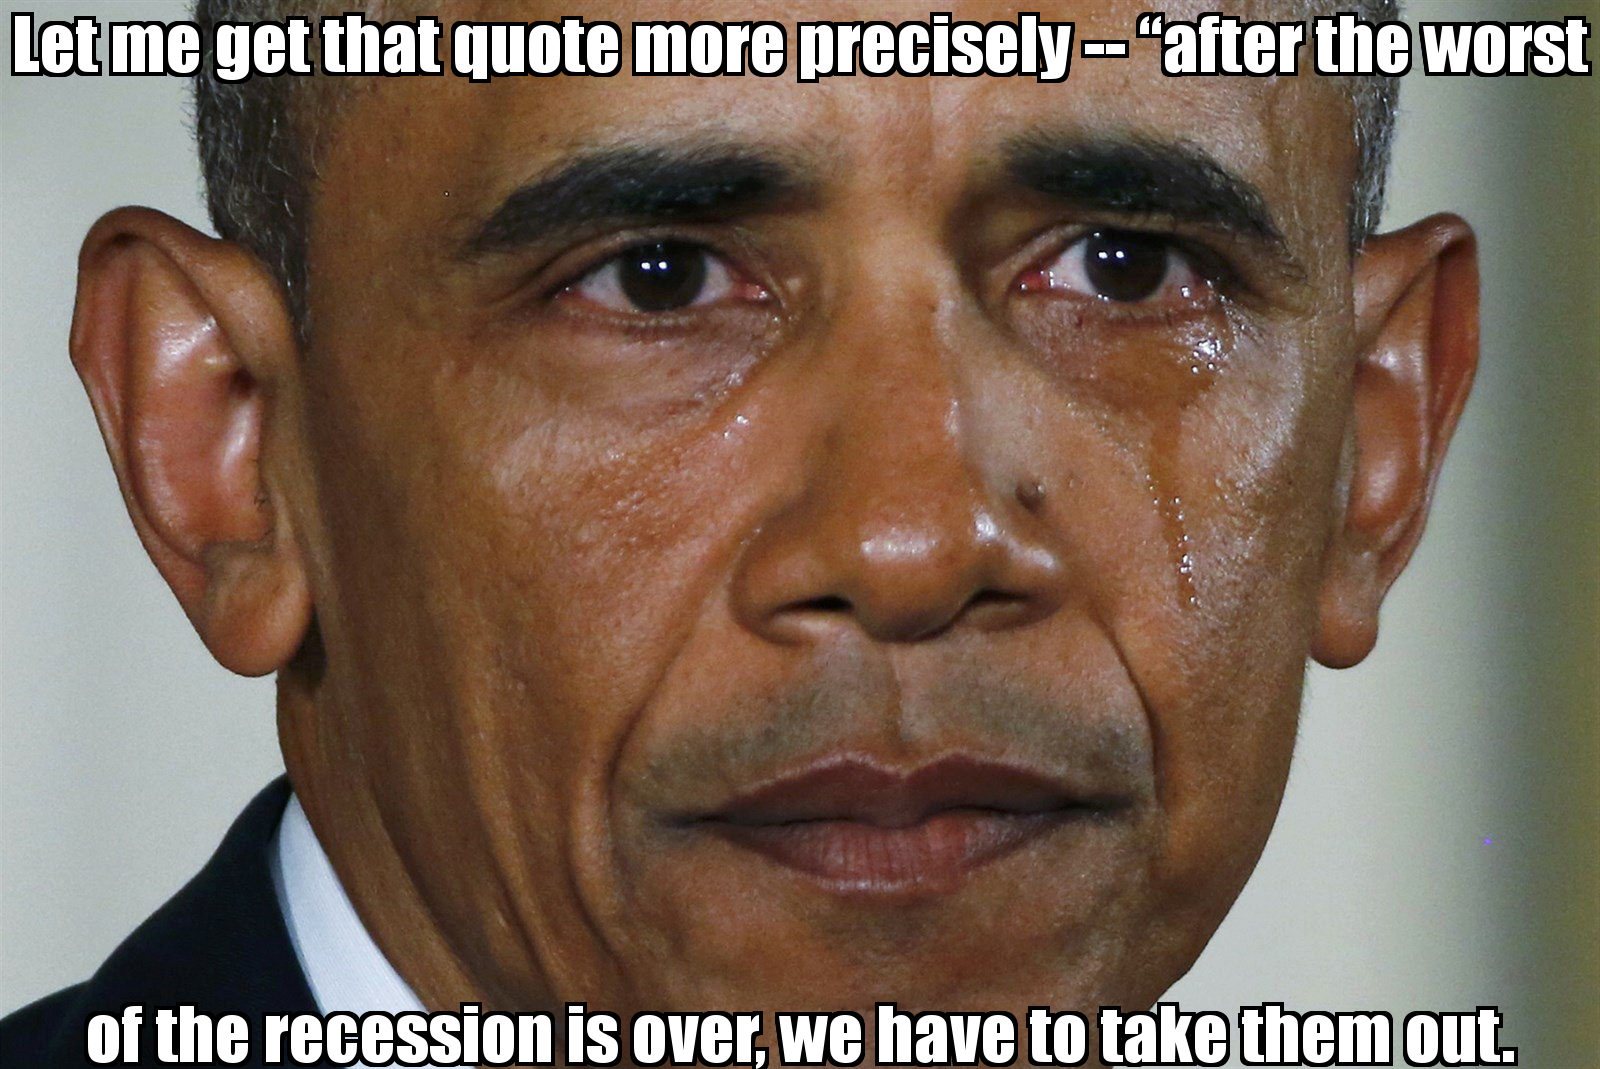 Let me get that quote more precisely -- “after the worst
of the recession is over, we have to take them out.